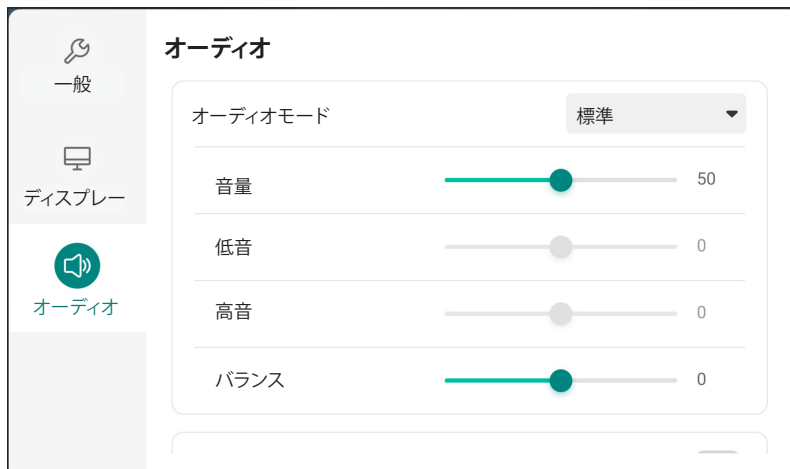 オーディオ
一般
オーディオモード 標準
ディスプレー
音量 50
低音 0
オーディオ
高音 0
バランス 0